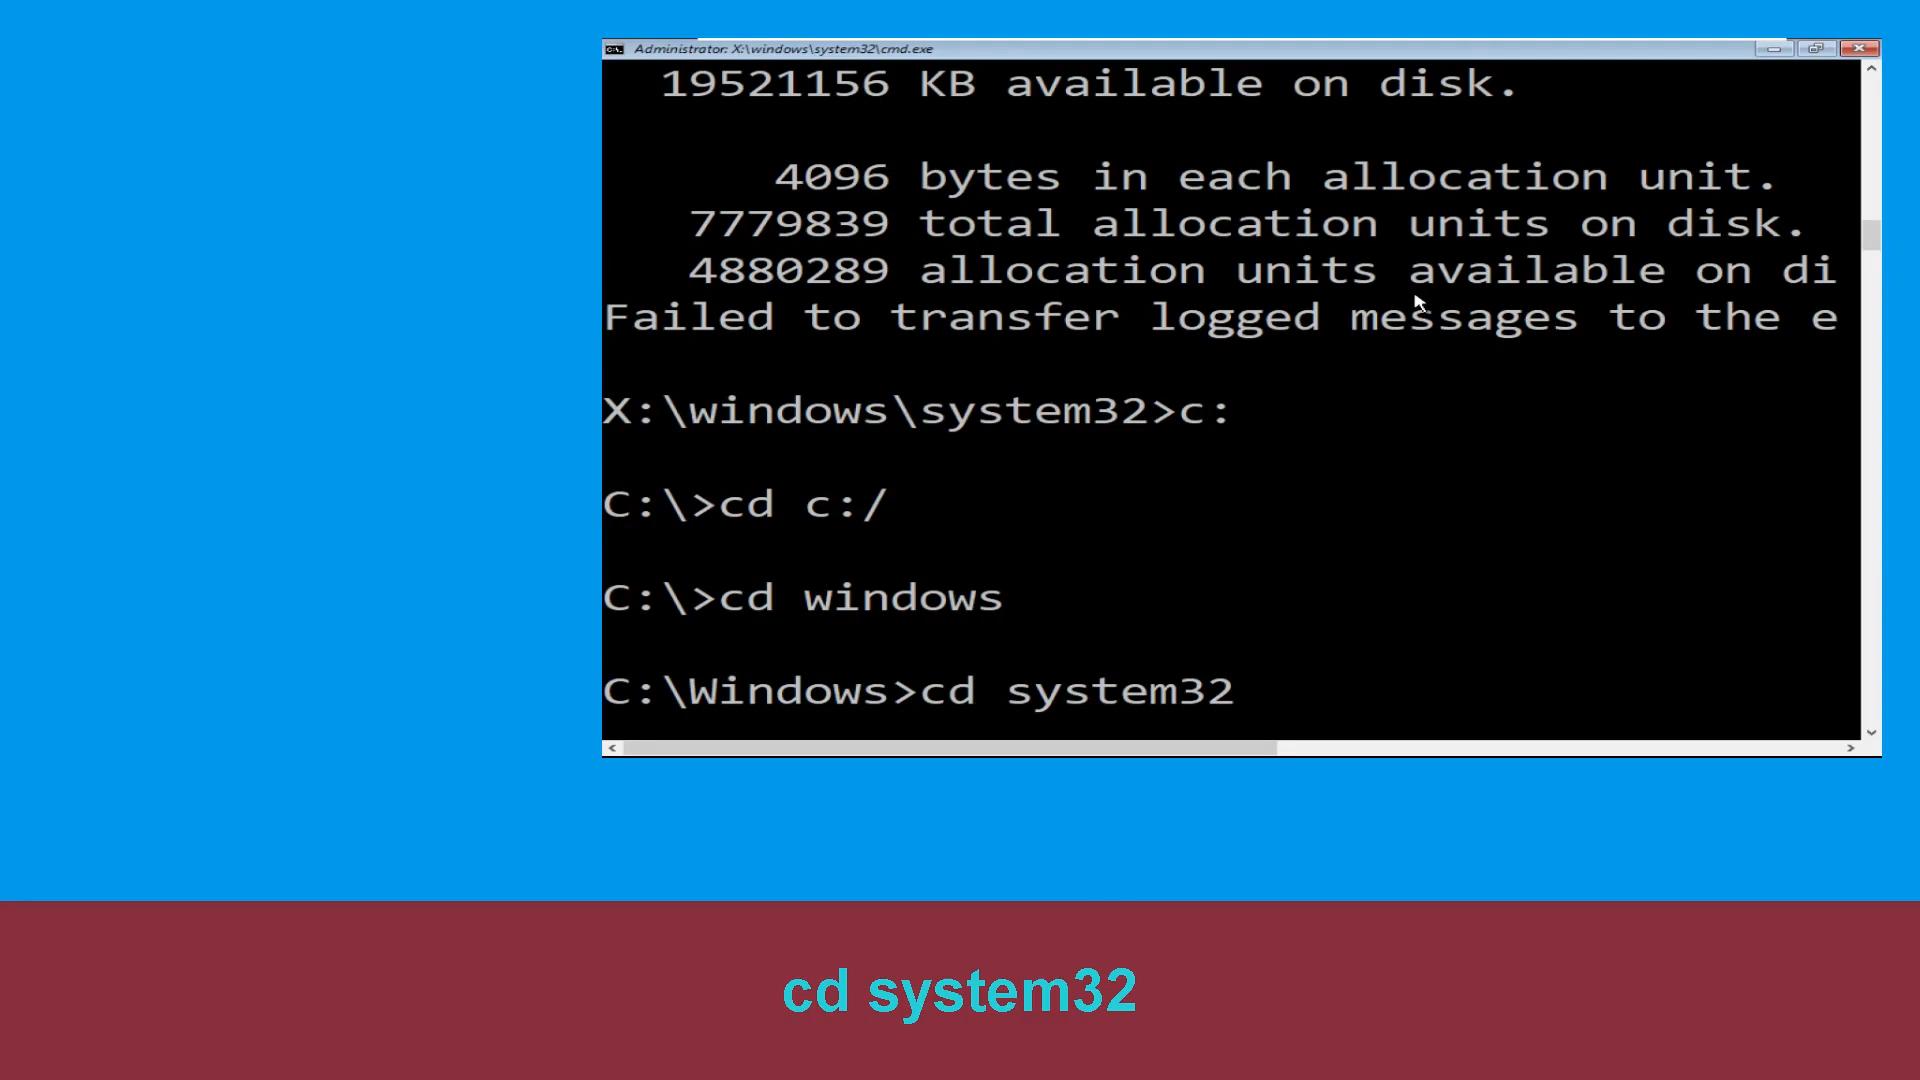 Administrator: X:\windows\system32\cmd.exe
19521156 KB available on disk.
4096 bytes in each allocation unit.
7779839 total allocation units on disk.
4880289 allocation units available on di
Failed to transfer logged messages to the e
X:\windows\system32>c:
C:\>cd c:/
C:\>cd windows
C:\Windows>cd system32
cd system32